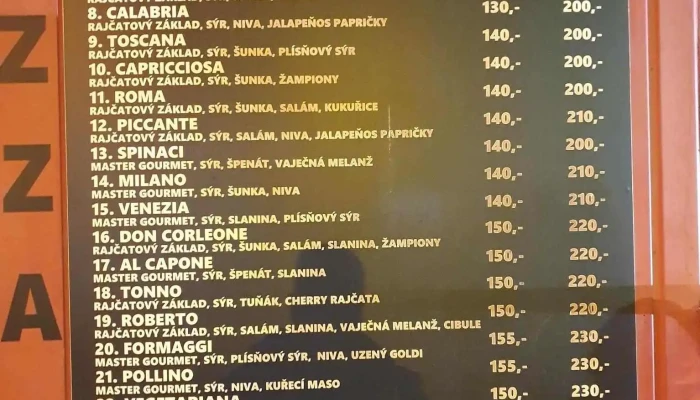 8. CALABRIA 130,- 200,-
RAJČATOVÝ ZÁKLAD, SÝR, NIVA, JALAPEŇOS PAPRIČKY
9. TOSCANA 140,- 200,-
RAJČATOVÝ ZÁKLAD, SÝR, ŠUNKA, PLÍSŇOVÝ SÝR
10. CAPRICCIOSA 140,- 200,-
RAJČATOVÝ ZÁKLAD, SÝR, ŠUNKA, ŽAMPIONY
11. ROMA 140,- 200,-
RAJČATOVÝ ZÁKLAD, SÝR, ŠUNKA, SALÁM, KUKUŘICE
12. PICCANTE 140,- 210,-
RAJČATOVÝ ZÁKLAD, SÝR, SALÁM, NIVA, JALAPEŇOS PAPRIČKY
13. SPINACI 140,- 200,-
MASTER GOURMET, SÝR, ŠPENÁT, VAJEČNÁ MELANŽ
14. MILANO 140,- 210,-
MASTER GOURMET, SÝR, ŠUNKA, NIVA
15. VENEZIA 140,- 210,-
MASTER GOURMET, SÝR, SLANINA, PLÍSŇOVÝ SÝR
16. DON CORLEONE 150,- 220,-
RAJČATOVÝ ZÁKLAD, SÝR, ŠUNKA, SALÁM, SLANINA, ŽAMPIONY
17. AL CAPONE 150,- 220,-
MASTER GOURMET, SÝR, ŠPENÁT, SLANINA
18. TONNO 150,- 220,-
RAJČATOVÝ ZÁKLAD, SÝR, TUŇÁK, CHERRY RAJČATA
19. ROBERTO 150,- 220,-
RAJČATOVÝ ZÁKLAD, SÝR, SALÁM, SLANINA, VAJEČNÁ MELANŽ, CIBULE
20. FORMAGGI 155,- 230,-
MASTER GOURMET, SÝR, PLÍSŇOVÝ SÝR, NIVA, UZENÝ GOLDI
21. POLLINO 155,- 230,-
MASTER GOURMET, SÝR, NIVA, KUŘECÍ MASO
VEGETARIANA 150,- 230,-
Z
Z
A